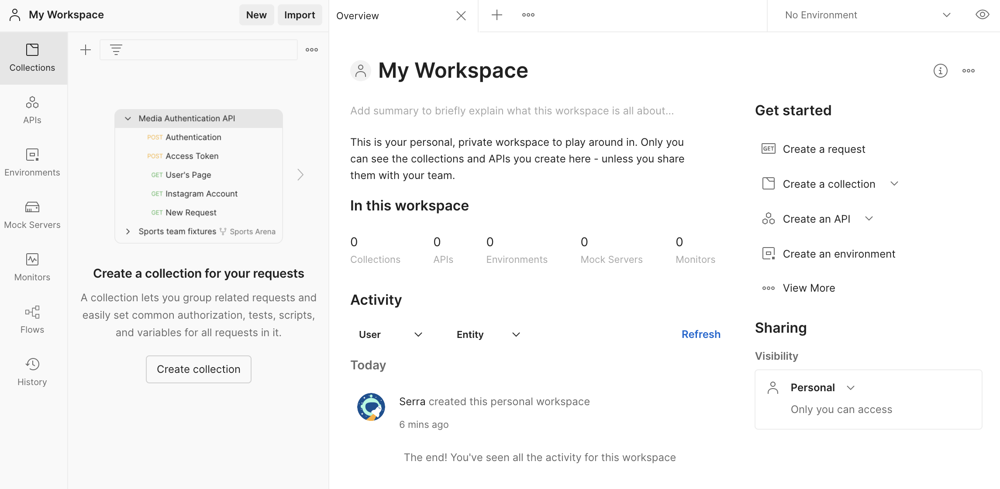 My Workspace
New
Import
Overview
No Environment
Collections
APIs
Environments
Mock Servers
Monitors
Flows
History
Media Authentication API
POST Authentication
POST Access Token
GET User's Page
GET Instagram Account
GET New Request
Sports team fixtures Sports Arena
Create a collection for your requests
A collection lets you group related requests and
easily set common authorization, tests, scripts,
and variables for all requests in it.
Create collection
My Workspace
Add summary to briefly explain what this workspace is all about...
This is your personal, private workspace to play around in. Only you
can see the collections and APIs you create here - unless you share
them with your team.
In this workspace
0 0 0 0 0
Collections APIs Environments Mock Servers Monitors
Activity
User Entity Refresh
Today
Serra created this personal workspace
6 mins ago
The end! You've seen all the activity for this workspace
Get started
GET Create a request
Create a collection
Create an API
Create an environment
View More
Sharing
Visibility
Personal
Only you can access